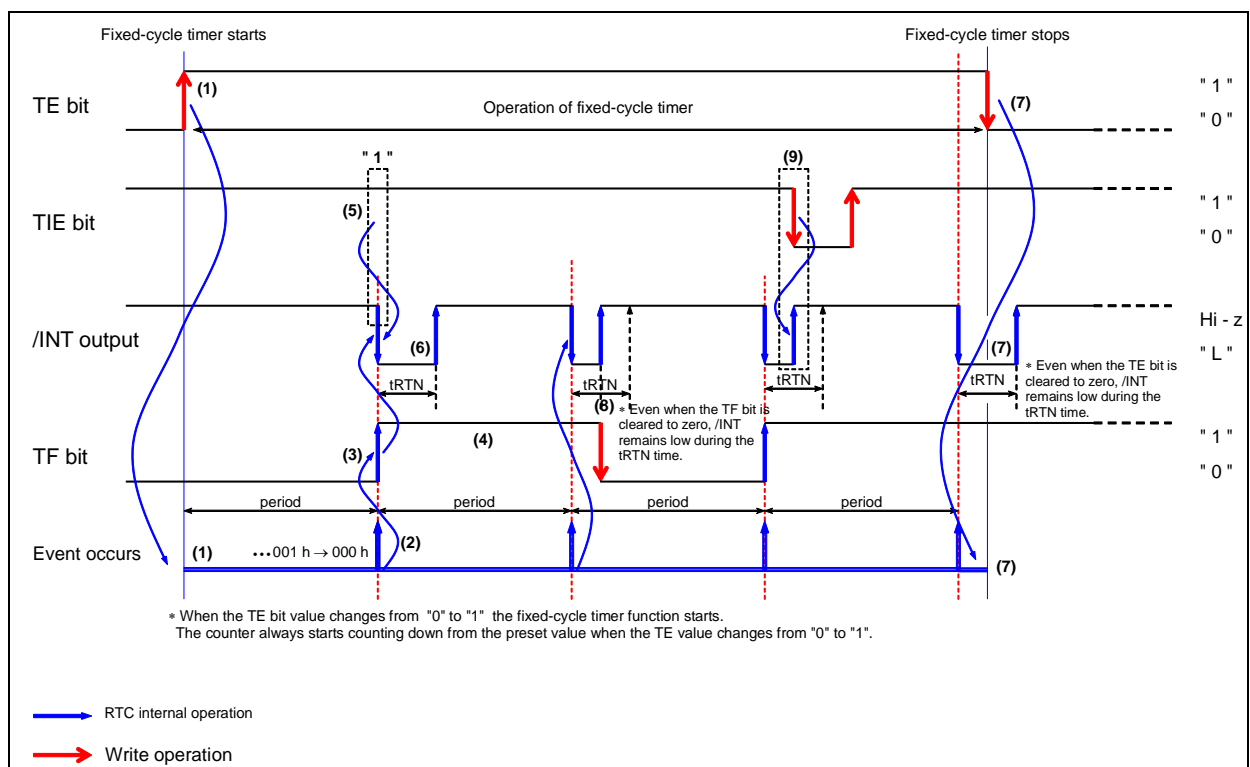 Fixed-cycle timer starts
Fixed-cycle timer stops
TE bit
(1)
Operation of fixed-cycle timer
(7)
" 1 "
" 0 "
" 1 "
(9)
TIE bit
(5)
" 1 "
" 0 "
/INT output
(6)
(7)
Hi - z
" L "
tRTN
tRTN
tRTN
tRTN
(8)
∗ Even when the TF bit is
cleared to zero, /INT
remains low during the
tRTN time.
∗ Even when the TE bit is
cleared to zero, /INT
remains low during the
tRTN time.
TF bit
(3)
(4)
" 1 "
" 0 "
period
period
period
period
Event occurs
(1)
•••001 h → 000 h
(2)
(7)
∗ When the TE bit value changes from "0" to "1" the fixed-cycle timer function starts.
The counter always starts counting down from the preset value when the TE value changes from "0" to "1".
RTC internal operation
Write operation